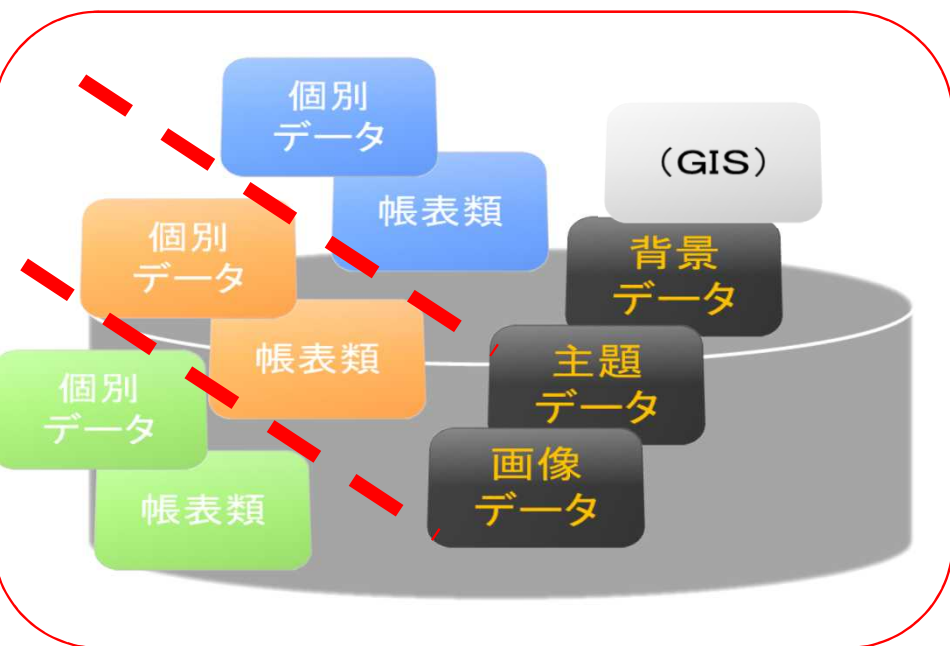 個別
データ
帳表類
(GIS)
個別
データ
帳表類
背景
データ
個別
データ
帳表類
主題
データ
画像
データ